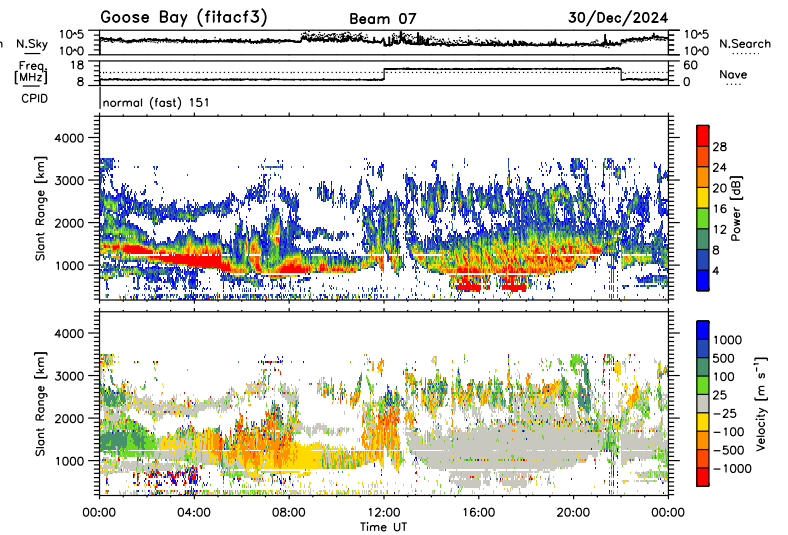 Goose Bay (fitacf3) Beam 07 30/Dec/2024
N.Sky 10^5 10^5 N.Search
10^0 10^0
Freq. 18 60 Nave
[MHz] 8 0
CPID normal (fast) 151
Slant Range [km]
4000
3000
2000
1000
28
24
20
16
12
8
4
Power [dB]
Slant Range [km]
4000
3000
2000
1000
1000
500
100
25
-25
-100
-500
-1000
Velocity [m s⁻¹]
00:00 04:00 08:00 12:00 16:00 20:00 00:00
Time UT